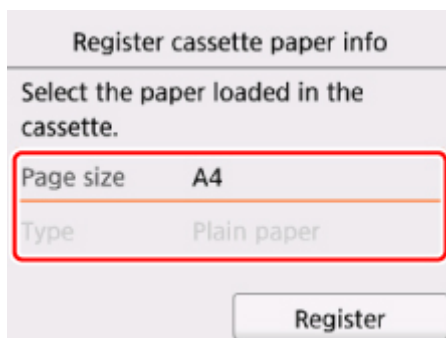 Register cassette paper info
Select the paper loaded in the
cassette.
Page size A4
Type Plain paper
Register